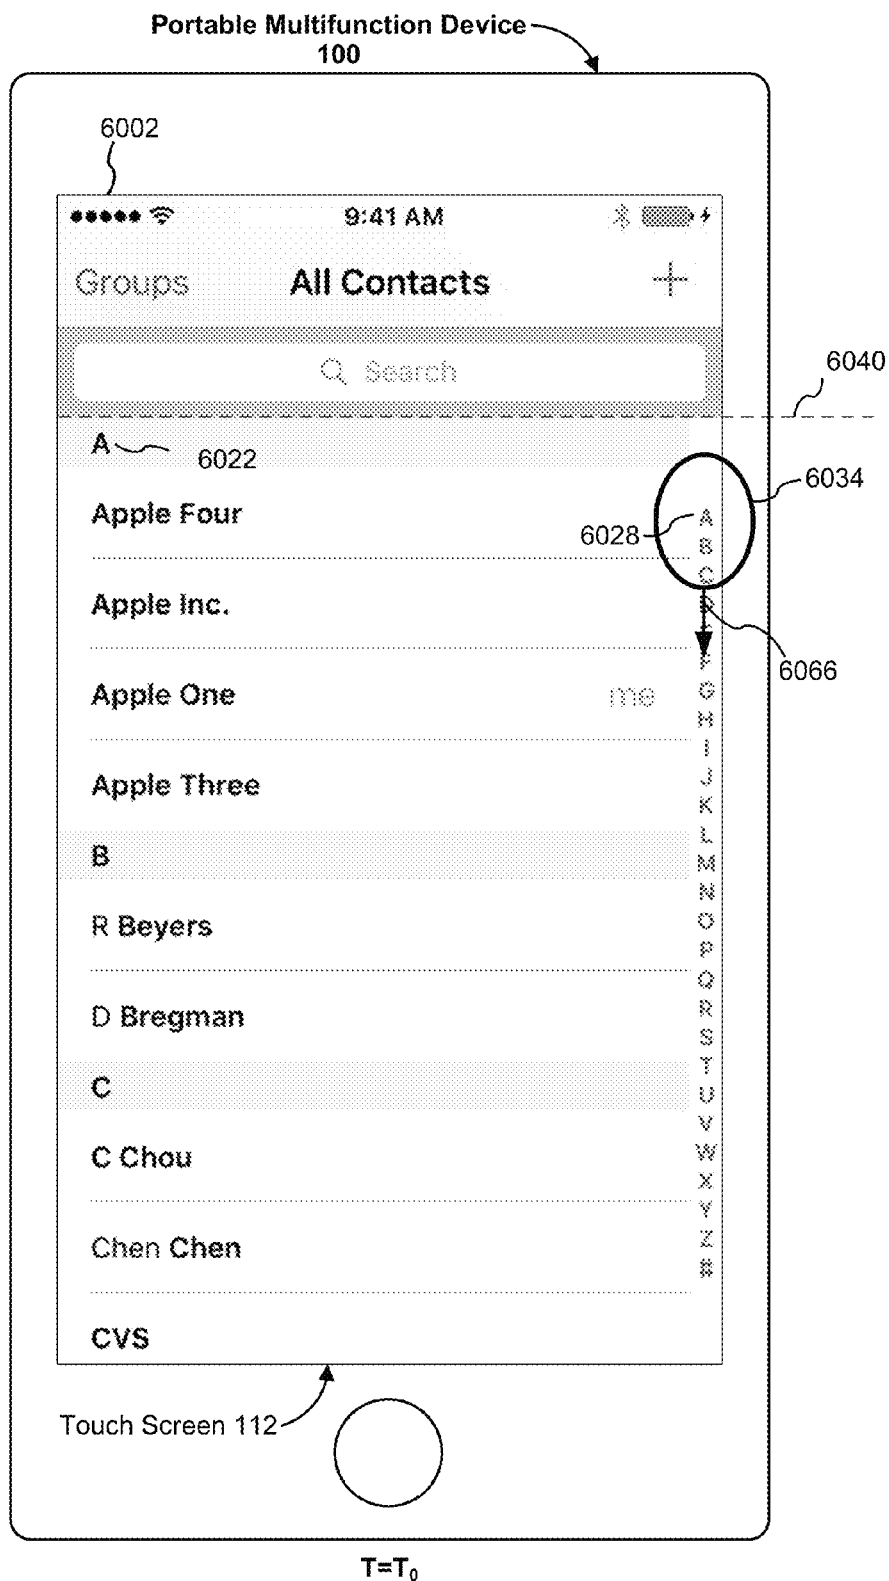 Portable Multifunction Device
100
6002
9:41 AM
Groups
All Contacts
+
Search
6040
A
6022
6034
Apple Four
6028
A
B
C
D
Apple Inc.
F
6066
Apple One
me
G
H
I
J
Apple Three
K
L
B
M
N
R Beyers
O
P
Q
D Bregman
R
S
T
C
U
V
C Chou
W
X
Y
Chen Chen
Z
#
CVS
Touch Screen 112
T=T₀